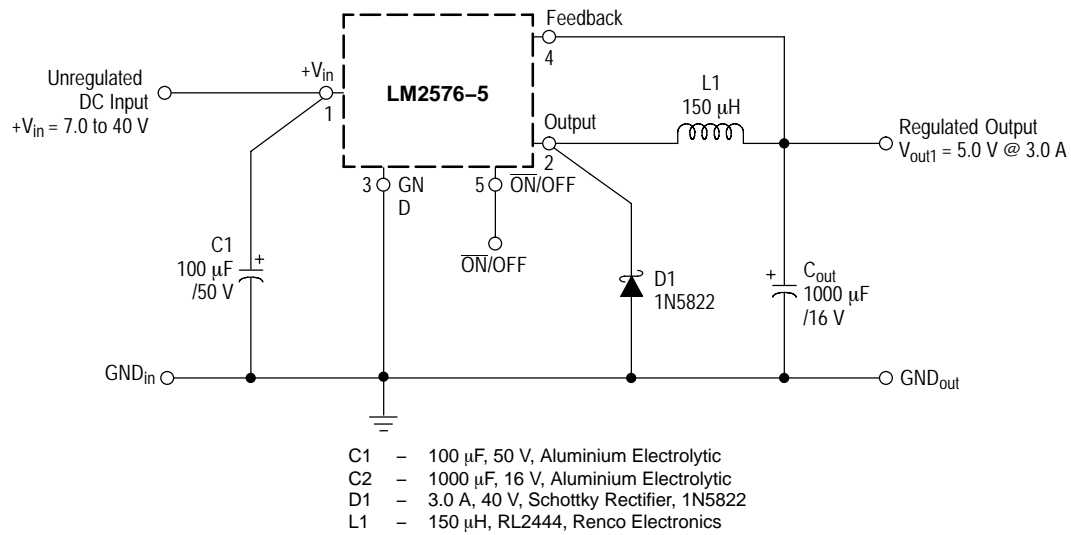 Feedback
4
Unregulated
DC Input
+Vin = 7.0 to 40 V
+Vin
1
LM2576–5
L1
150 µH
Output
2
Regulated Output
Vout1 = 5.0 V @ 3.0 A
3
GN
D
5
ON/OFF
ON/OFF
C1
100 µF
/50 V
+
D1
1N5822
+
Cout
1000 µF
/16 V
GNDin
GNDout
C1 – 100 µF, 50 V, Aluminium Electrolytic
C2 – 1000 µF, 16 V, Aluminium Electrolytic
D1 – 3.0 A, 40 V, Schottky Rectifier, 1N5822
L1 – 150 µH, RL2444, Renco Electronics